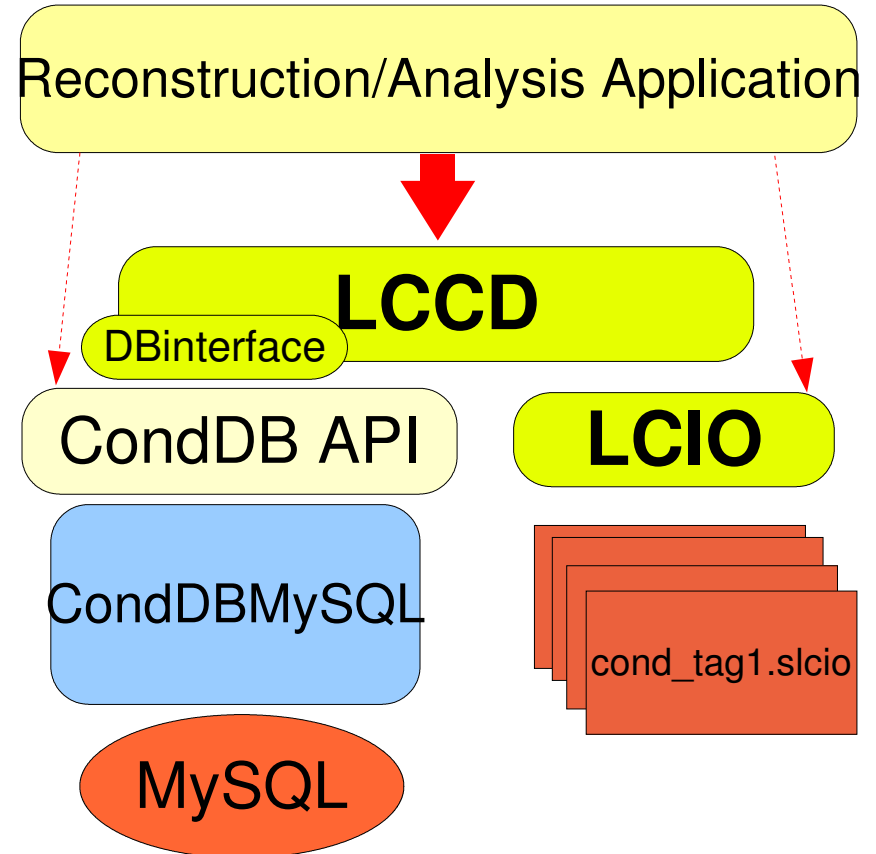 Reconstruction/Analysis Application
LCCD
DBinterface
CondDB API
LCIO
CondDBMySQL
cond_tag1.slcio
MySQL